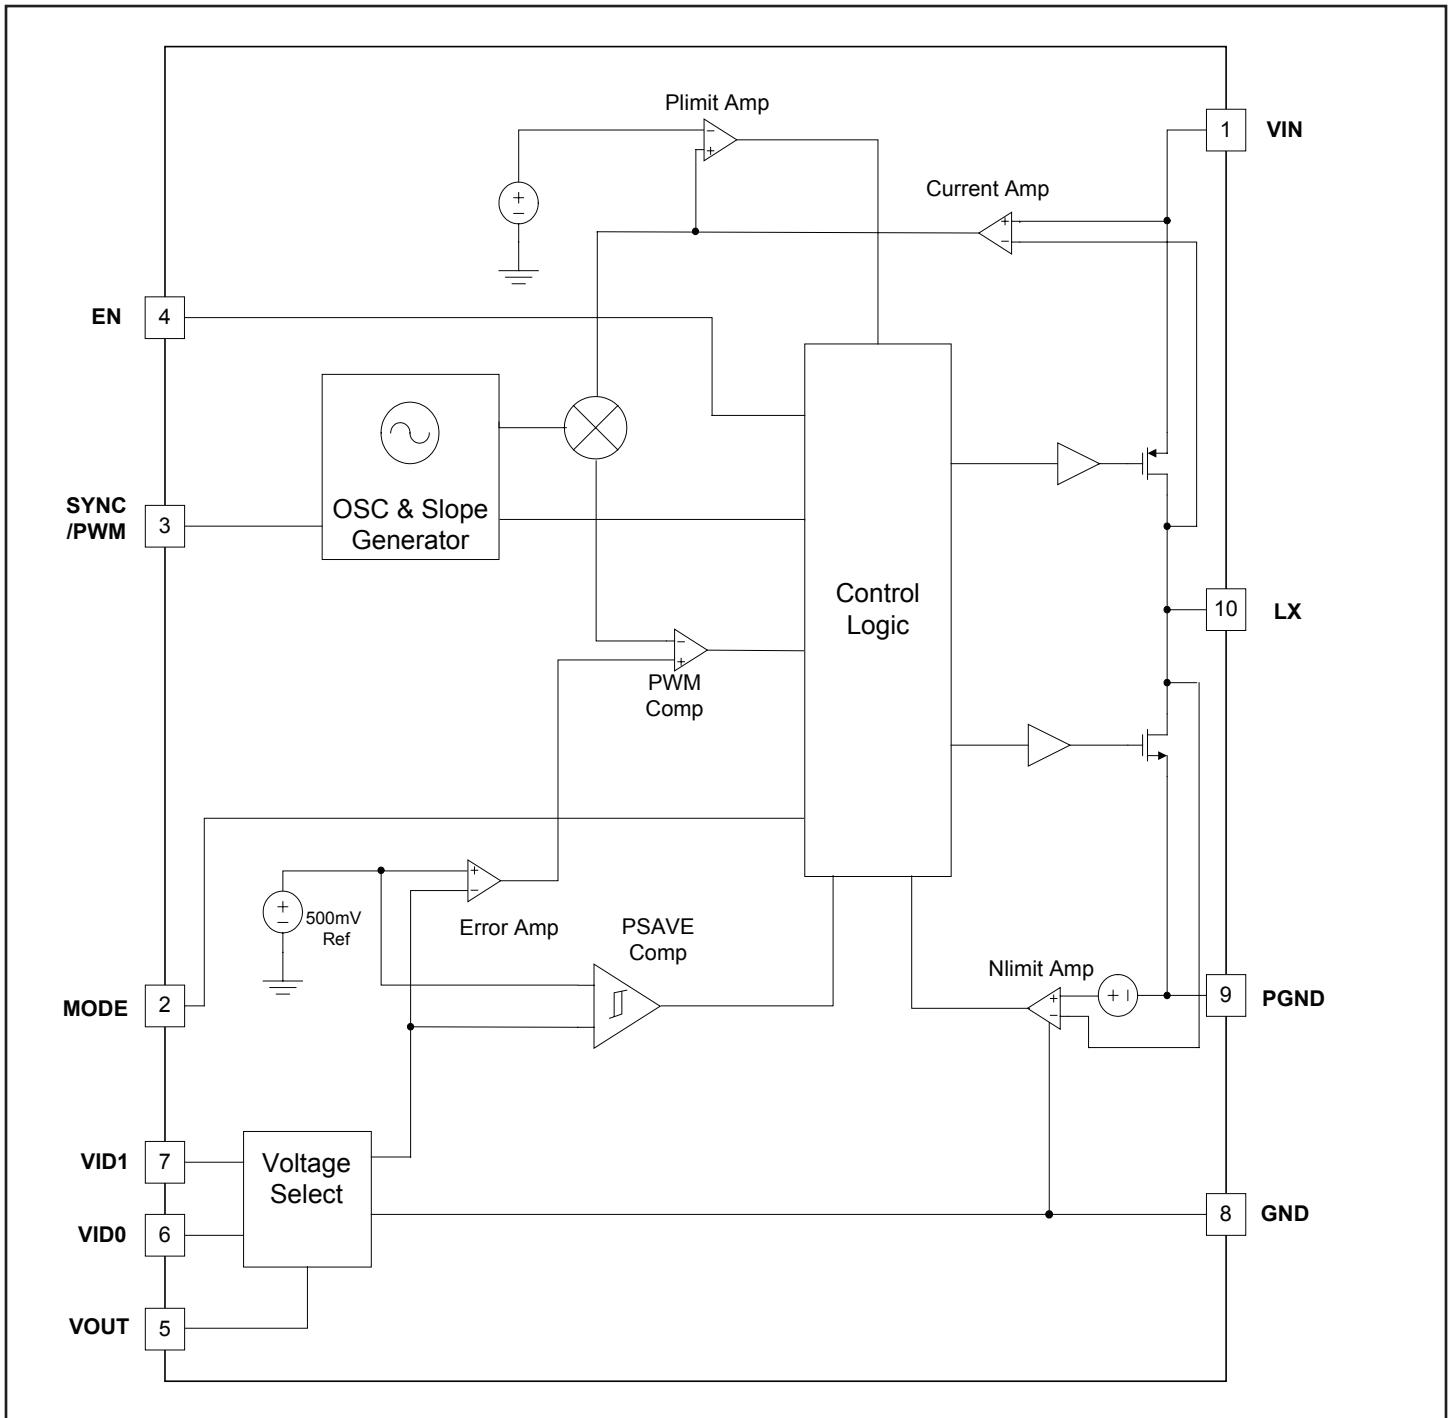 Plimit Amp
1 VIN
Current Amp
EN 4
SYNC
/PWM 3
OSC & Slope
Generator
Control
Logic
10 LX
PWM
Comp
500mV
Ref
Error Amp
PSAVE
Comp
Nlimit Amp
MODE 2
9 PGND
VID1 7
Voltage
Select
VID0 6
8 GND
VOUT 5